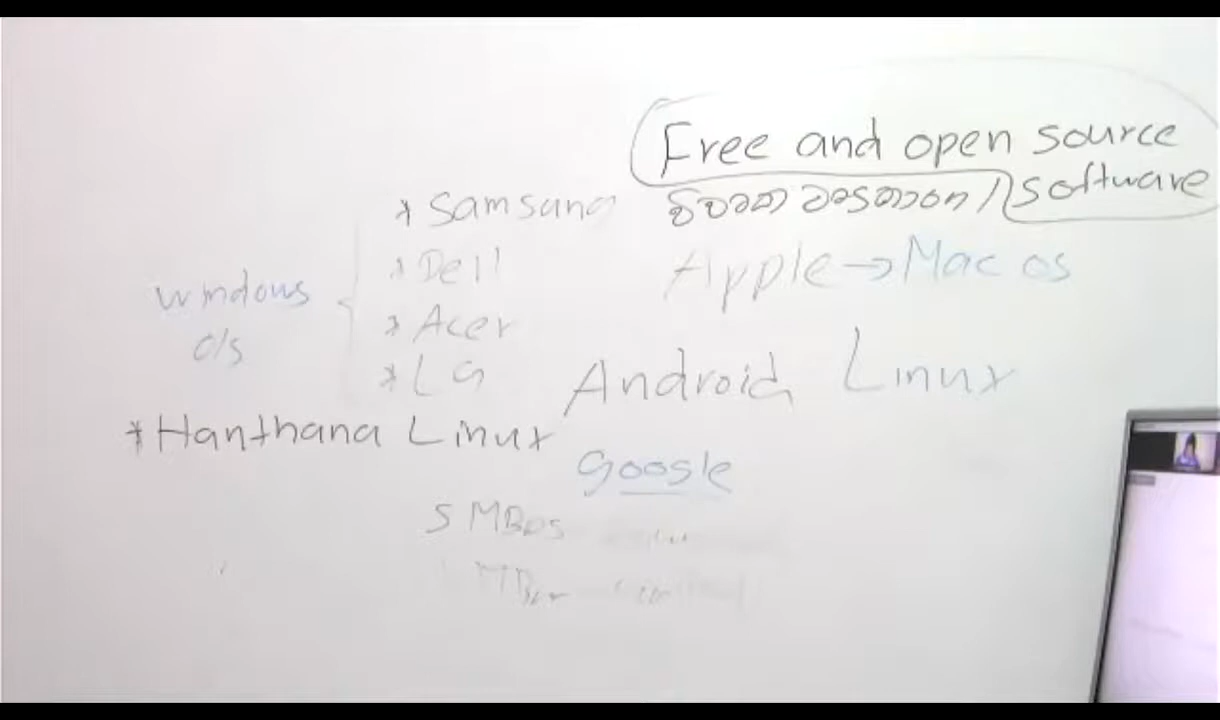 Free and open source
විවෘත මෘදුකාංග / software
* Samsung
* Dell
* Acer
* LG
windows
o/s
Apple → Mac os
Android Linux
* Hanthana Linux
Google
5 MBps